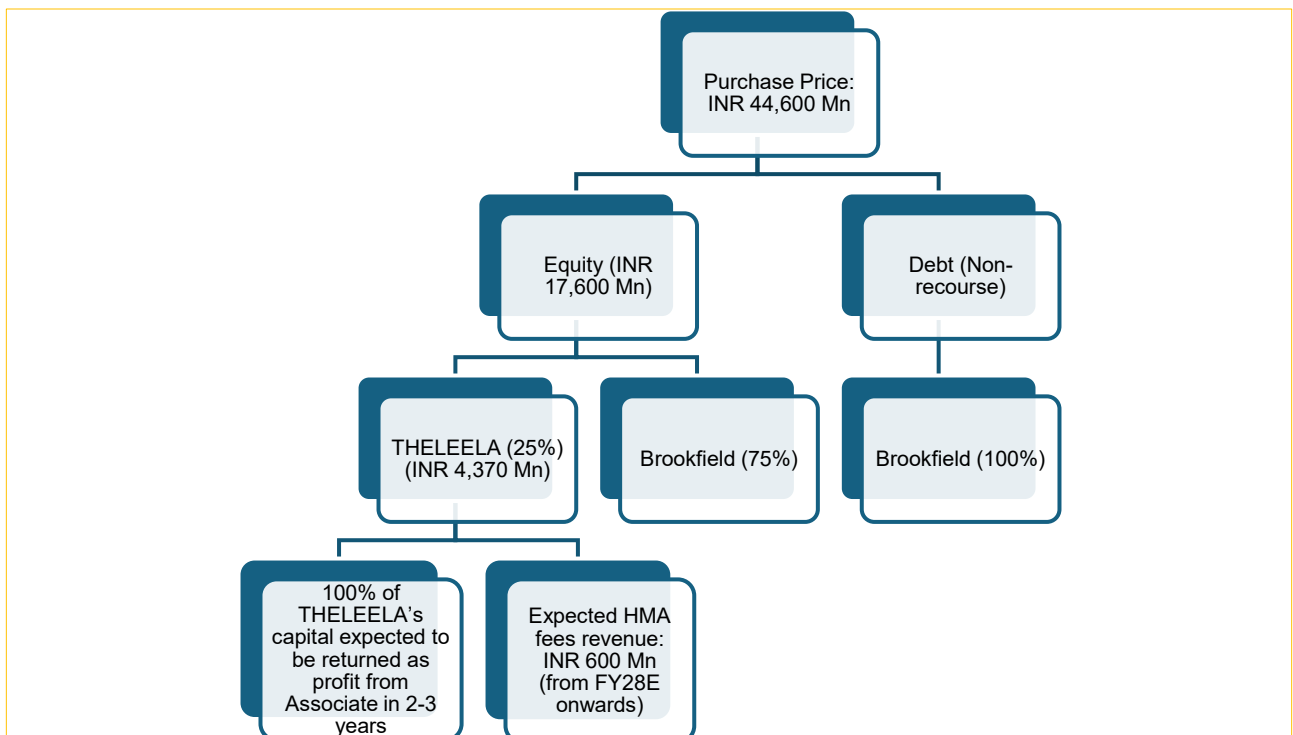 Purchase Price:
INR 44,600 Mn
Equity (INR
17,600 Mn)
Debt (Non-
recourse)
THELEELA (25%)
(INR 4,370 Mn)
Brookfield (75%)
Brookfield (100%)
100% of
THELEELA’s
capital expected to
be returned as
profit from
Associate in 2-3
years
Expected HMA
fees revenue:
INR 600 Mn
(from FY28E
onwards)